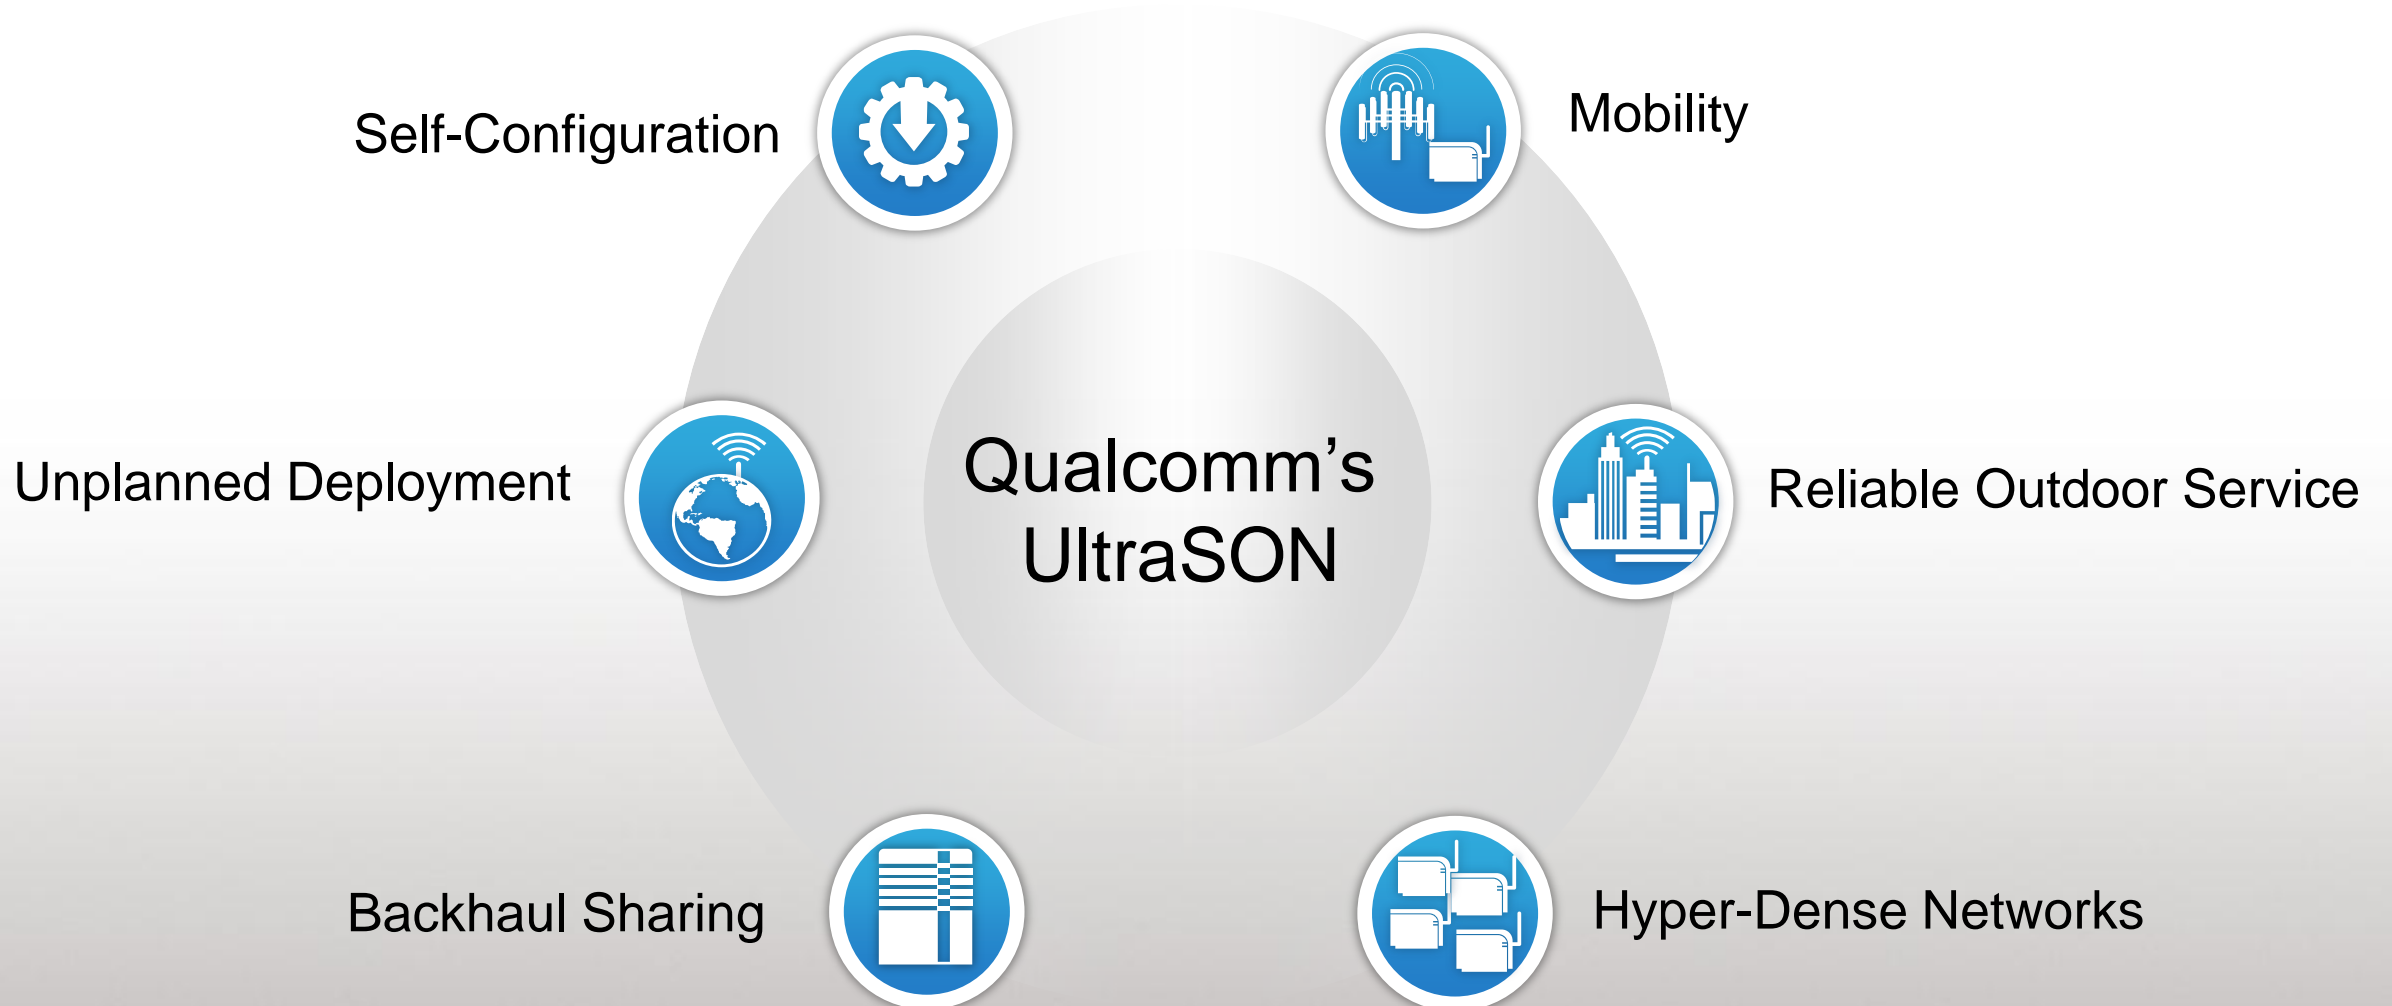 Self-Configuration
Mobility
Unplanned Deployment
Qualcomm’s
UltraSON
Reliable Outdoor Service
Backhaul Sharing
Hyper-Dense Networks